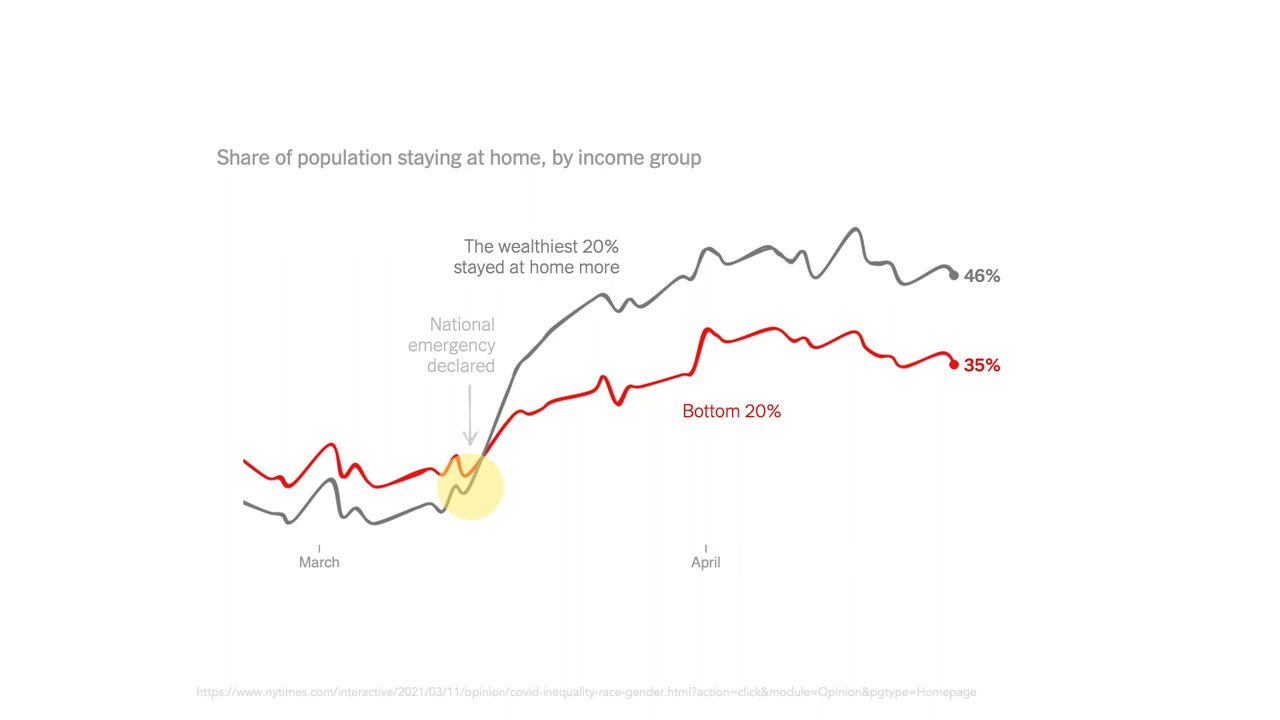 Share of population staying at home, by income group
The wealthiest 20%
stayed at home more
46%
National
emergency
declared
35%
Bottom 20%
March
April
https://www.nytimes.com/interactive/2021/03/11/opinion/covid-inequality-race-gender.html?action=click&module=Opinion&pgtype=Homepage